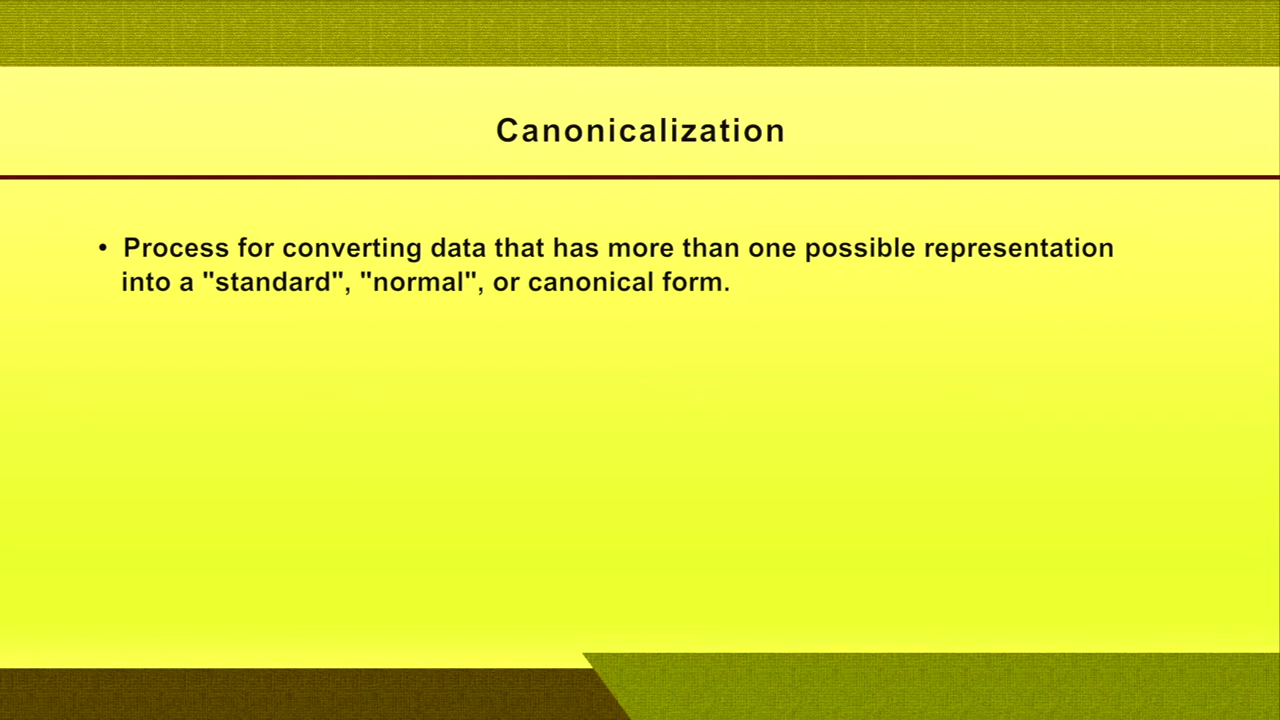 Canonicalization
• Process for converting data that has more than one possible representation
into a "standard", "normal", or canonical form.